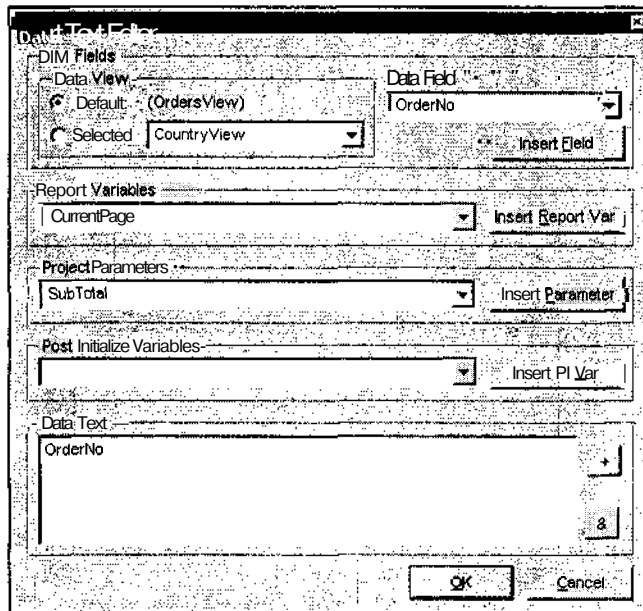 Data Text Editor
DIM Fields
Data View
Data Field
Default: (OrdersView)
OrderNo
Selected
CountryView
Insert Field
Report Variables
CurrentPage
Insert Report Var
Project Parameters
SubTotal
Insert Parameter
Post Initialize Variables
Insert PI Var
Data Text
OrderNo
+
&
OK
Cancel